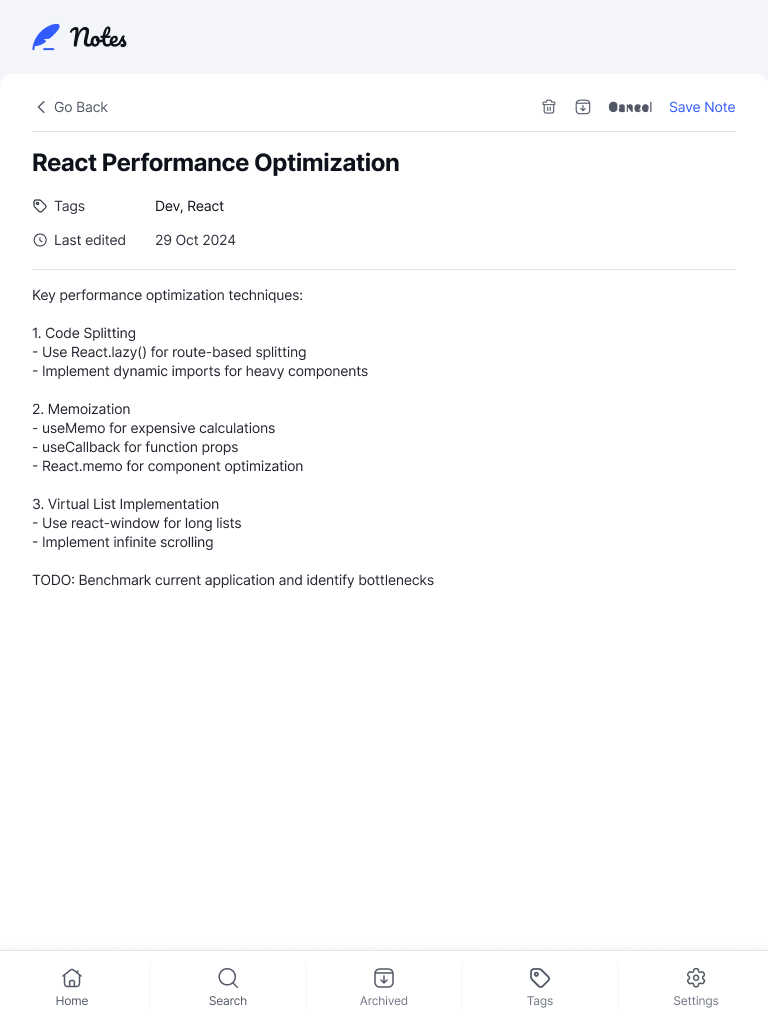 Notes
Go Back
Cancel
Save Note
React Performance Optimization
Tags
Dev, React
Last edited
29 Oct 2024
Key performance optimization techniques:
1. Code Splitting
- Use React.lazy() for route-based splitting
- Implement dynamic imports for heavy components
2. Memoization
- useMemo for expensive calculations
- useCallback for function props
- React.memo for component optimization
3. Virtual List Implementation
- Use react-window for long lists
- Implement infinite scrolling
TODO: Benchmark current application and identify bottlenecks
Home
Search
Archived
Tags
Settings